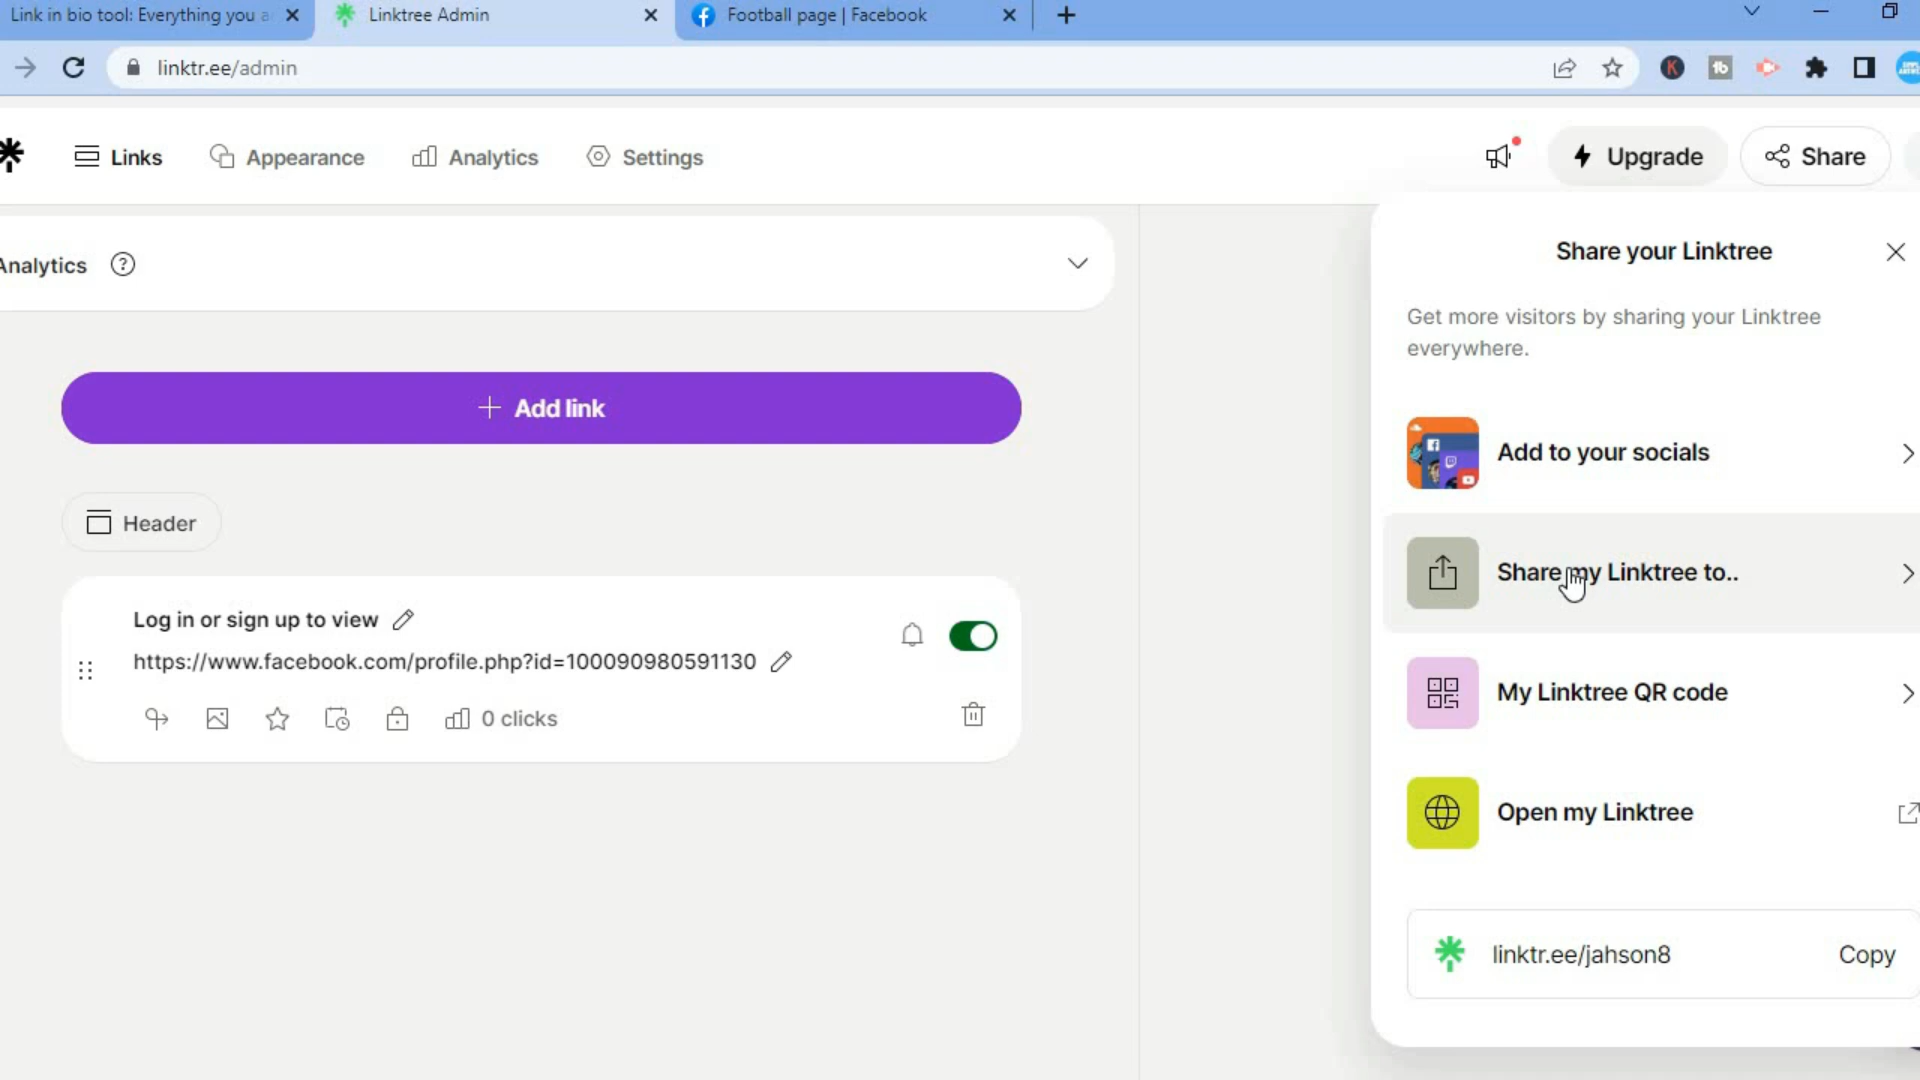 Link in bio tool: Everything you a
Linktree Admin
Football page | Facebook
linktr.ee/admin
K
tb
Links
Appearance
Analytics
Settings
Upgrade
Share
Analytics
?
Share your Linktree
Get more visitors by sharing your Linktree
everywhere.
+ Add link
Add to your socials
Header
Share my Linktree to..
Log in or sign up to view
https://www.facebook.com/profile.php?id=100090980591130
0 clicks
My Linktree QR code
Open my Linktree
linktr.ee/jahson8
Copy